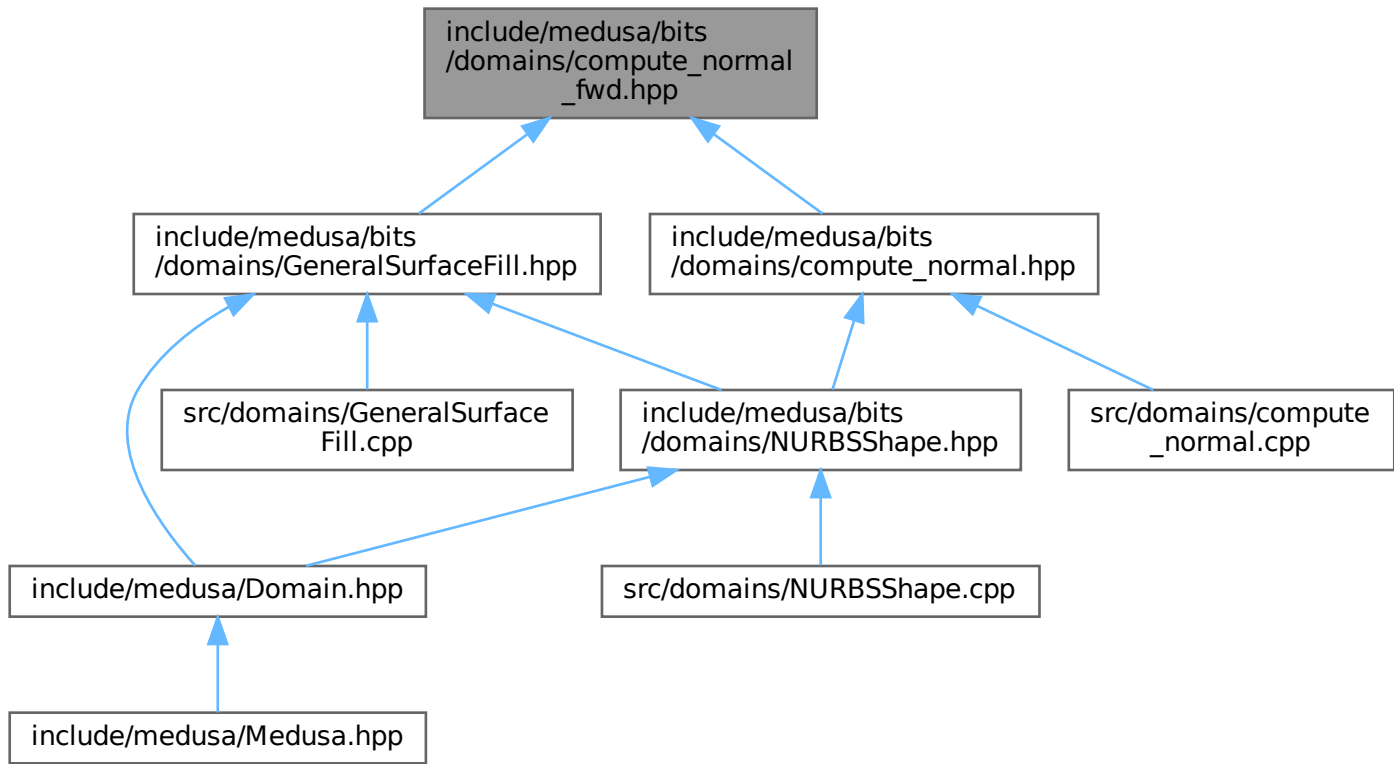 include/medusa/bits
/domains/compute_normal
_fwd.hpp
include/medusa/bits
/domains/GeneralSurfaceFill.hpp
include/medusa/bits
/domains/compute_normal.hpp
src/domains/GeneralSurface
Fill.cpp
include/medusa/bits
/domains/NURBSShape.hpp
src/domains/compute
_normal.cpp
include/medusa/Domain.hpp
src/domains/NURBSShape.cpp
include/medusa/Medusa.hpp